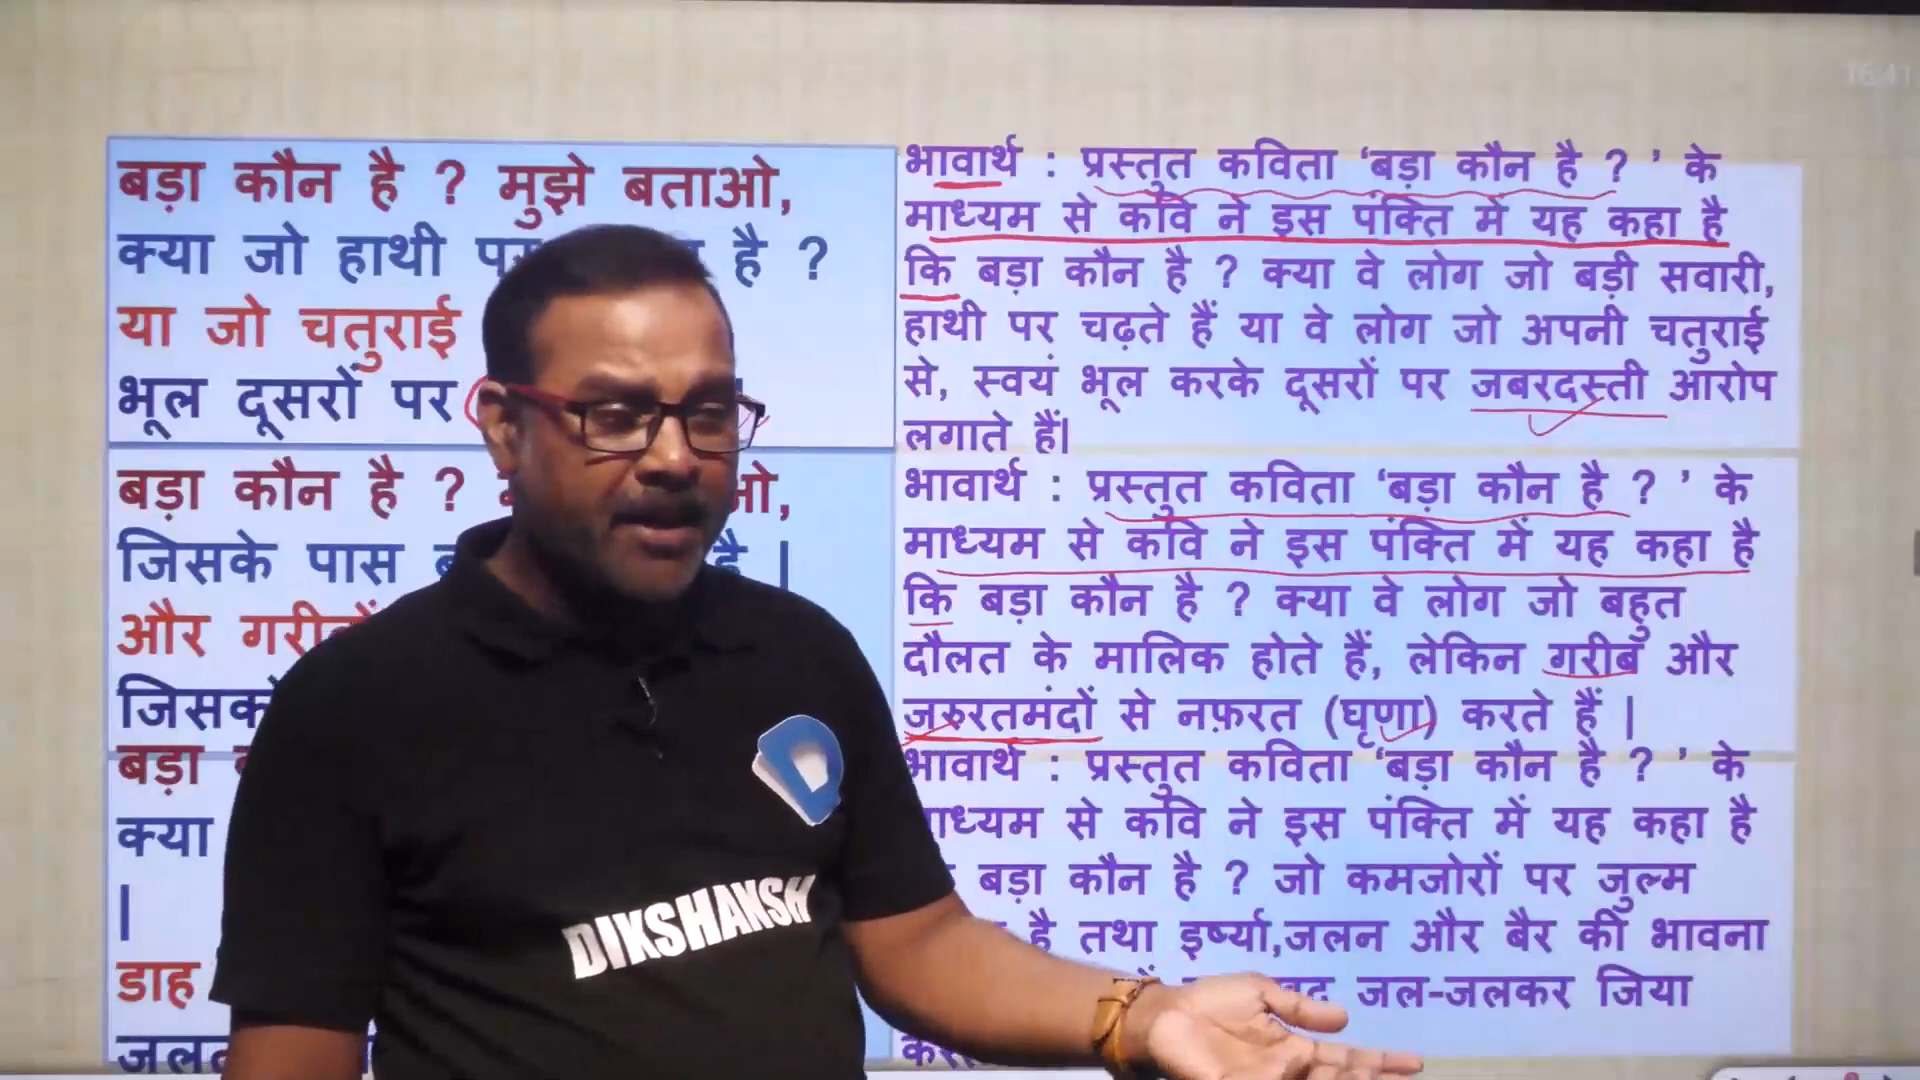 बड़ा कौन है ? मुझे बताओ,
क्या जो हाथी है ?
या जो चतुराई
भूल दूसरों पर
बड़ा कौन है ?
जिसके पास है |
और
बड़ा
क्या
|
डाह
भावार्थ : प्रस्तुत कविता ‘बड़ा कौन है ? ’ के
माध्यम से कवि ने इस पंक्ति में यह कहा है
कि बड़ा कौन है ? क्या वे लोग जो बड़ी सवारी,
हाथी पर चढ़ते हैं या वे लोग जो अपनी चतुराई
से, स्वयं भूल करके दूसरों पर जबरदस्ती आरोप
लगाते हैं|
भावार्थ : प्रस्तुत कविता ‘बड़ा कौन है ? ’ के
माध्यम से कवि ने इस पंक्ति में यह कहा है
कि बड़ा कौन है ? क्या वे लोग जो बहुत
दौलत के मालिक होते हैं, लेकिन गरीब और
जरुरतमंदों से नफ़रत (घृणा) करते हैं |
भावार्थ : प्रस्तुत कविता ‘बड़ा कौन है ? ’ के
माध्यम से कवि ने इस पंक्ति में यह कहा है
बड़ा कौन है ? जो कमजोरों पर जुल्म
है तथा इर्ष्या,जलन और बैर की भावना
जल-जलकर जिया
DIKSHANSH
16:41